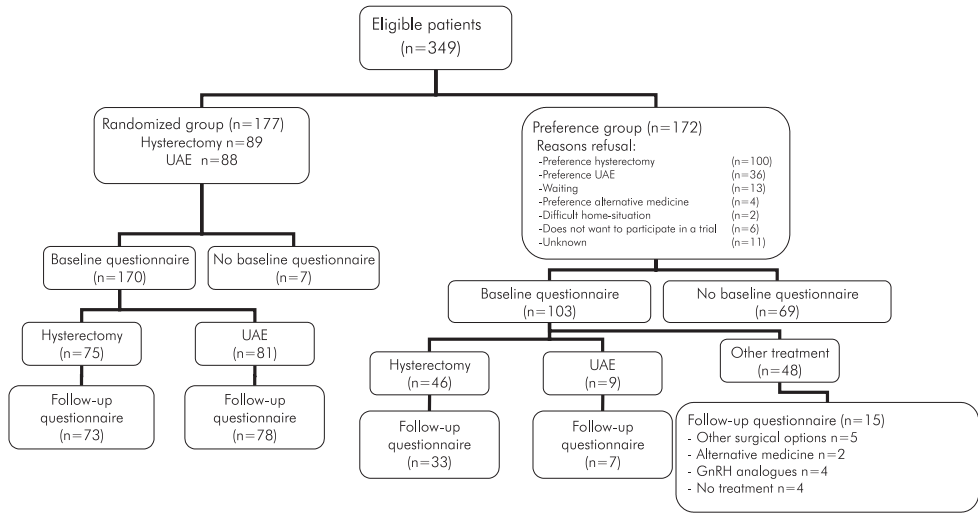 Eligible patients
(n=349)
Randomized group (n=177)
Hysterectomy n=89
UAE n=88
Preference group (n=172)
Reasons refusal:
-Preference hysterectomy (n=100)
-Preference UAE (n=36)
-Waiting (n=13)
-Preference alternative medicine (n=4)
-Difficult home-situation (n=2)
-Does not want to participate in a trial (n=6)
-Unknown (n=11)
Baseline questionnaire
(n=170)
No baseline questionnaire
(n=7)
Baseline questionnaire
(n=103)
No baseline questionnaire
(n=69)
Hysterectomy
(n=75)
UAE
(n=81)
Hysterectomy
(n=46)
UAE
(n=9)
Other treatment
(n=48)
Follow-up
questionnaire
(n=73)
Follow-up
questionnaire
(n=78)
Follow-up
questionnaire
(n=33)
Follow-up
questionnaire
(n=7)
Follow-up questionnaire (n=15)
- Other surgical options n=5
- Alternative medicine n=2
- GnRH analogues n=4
- No treatment n=4